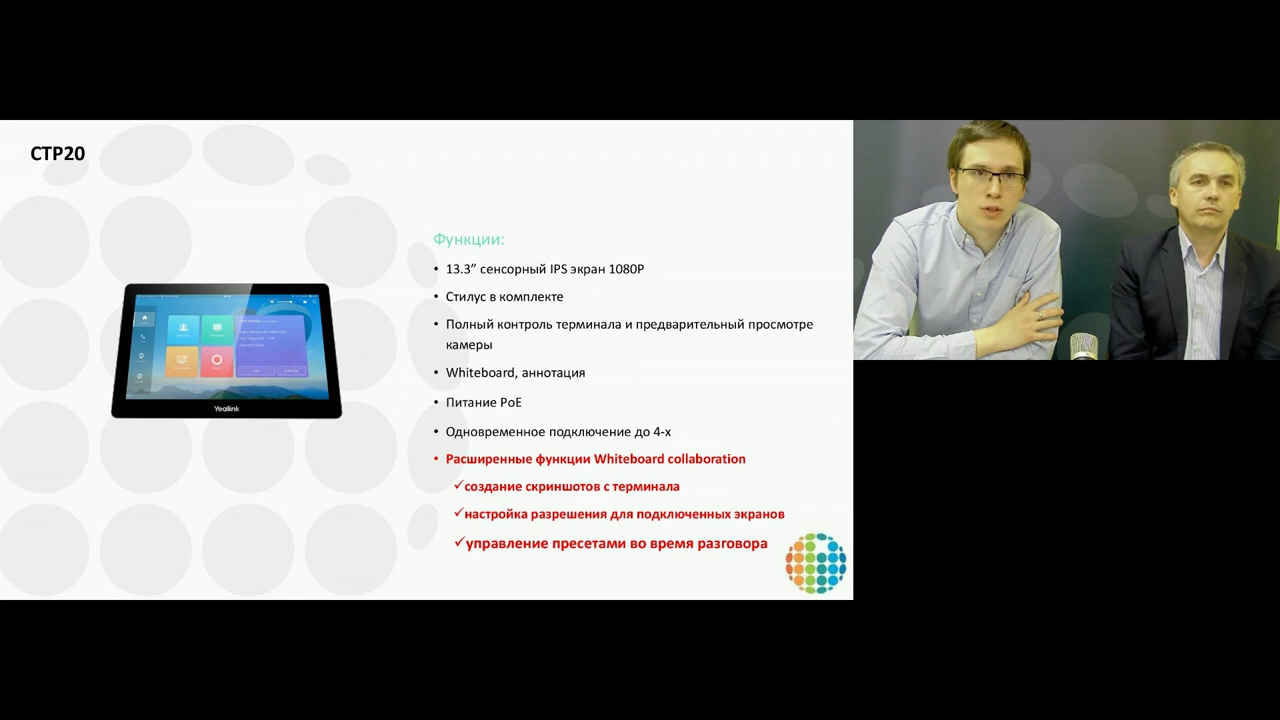 CTP20
Функции:
• 13.3” сенсорный IPS экран 1080P
• Стилус в комплекте
• Полный контроль терминала и предварительный просмотре
камеры
• Whiteboard, аннотация
• Питание PoE
• Одновременное подключение до 4-х
• Расширенные функции Whiteboard collaboration
✓создание скриншотов с терминала
✓настройка разрешения для подключенных экранов
✓управление пресетами во время разговора
Yealink